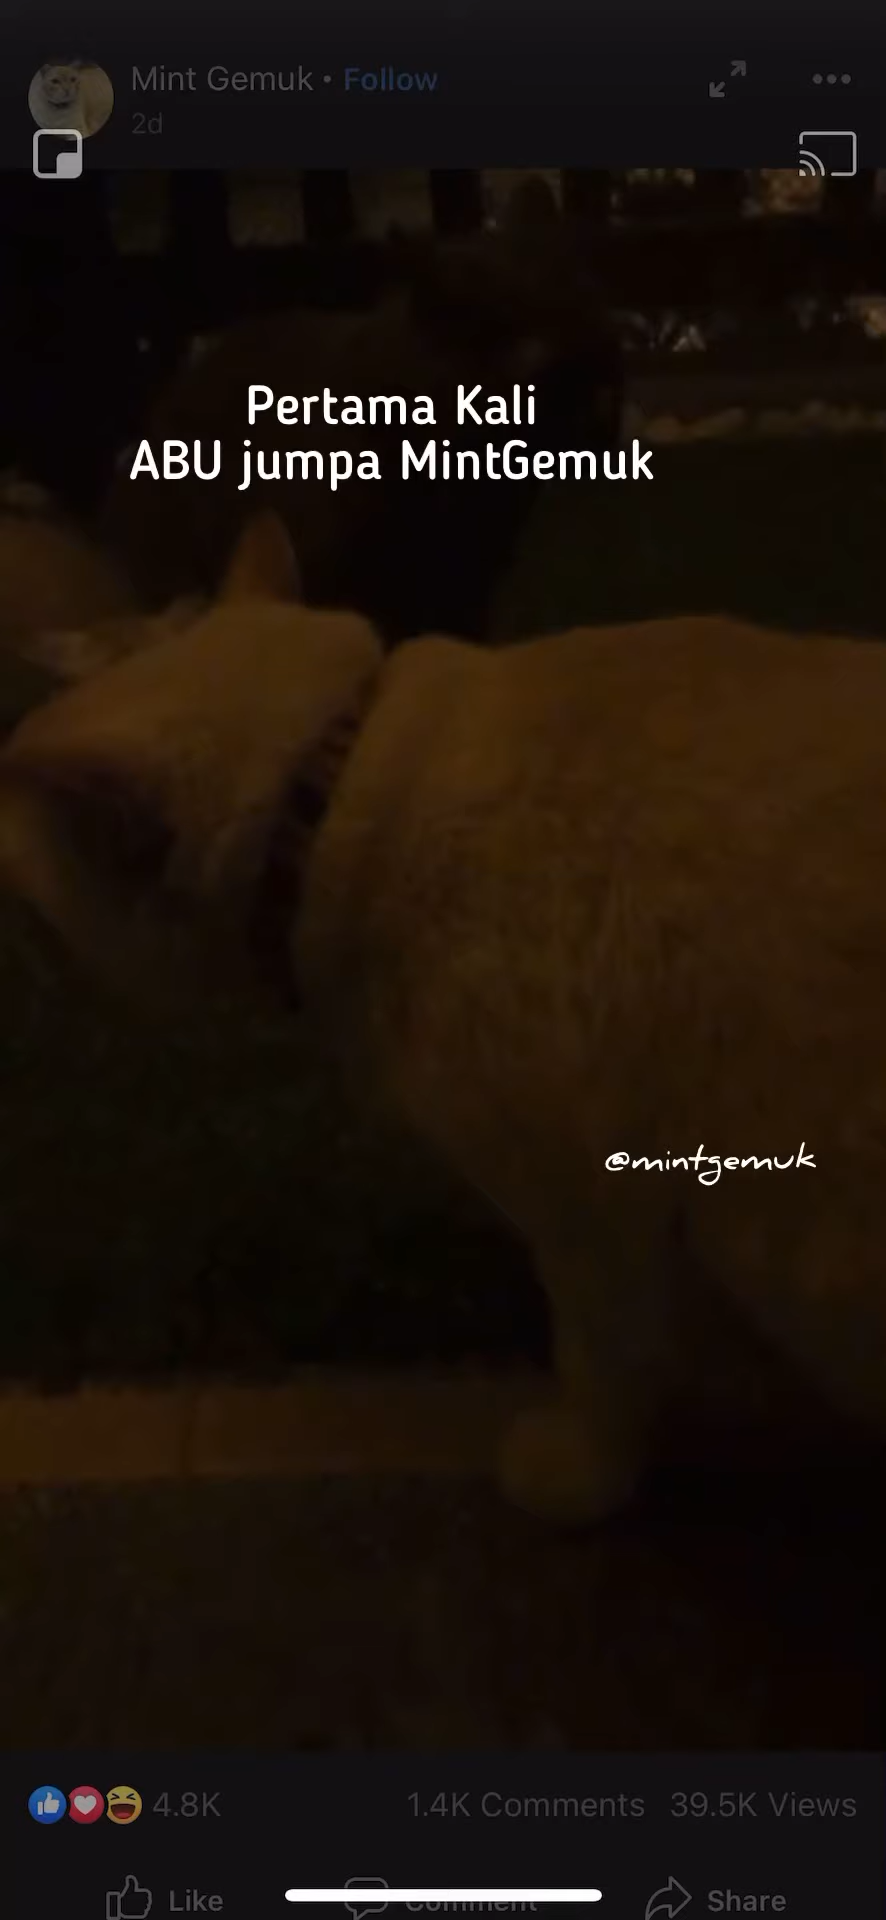 Mint Gemuk • Follow
2d
Pertama Kali
ABU jumpa MintGemuk
@mintgemuk
4.8K
1.4K Comments 39.5K Views
Like Comment Share